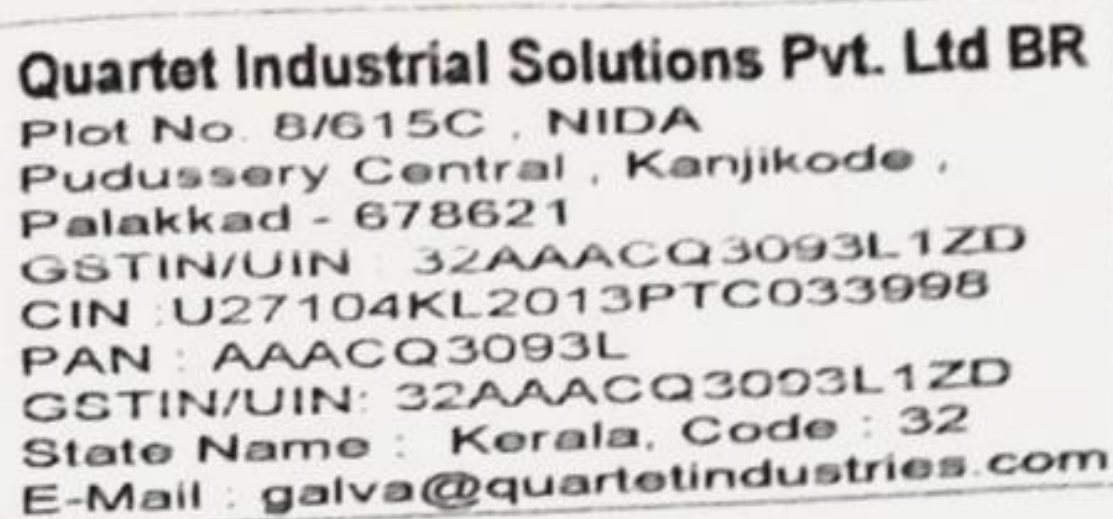 Quartet Industrial Solutions Pvt. Ltd BR
Plot No. 8/615C , NIDA
Pudussery Central , Kanjikode ,
Palakkad - 678621
GSTIN/UIN : 32AAACQ3093L1ZD
CIN :U27104KL2013PTC033998
PAN : AAACQ3093L
GSTIN/UIN: 32AAACQ3093L1ZD
State Name : Kerala, Code : 32
E-Mail : galva@quartetindustries.com